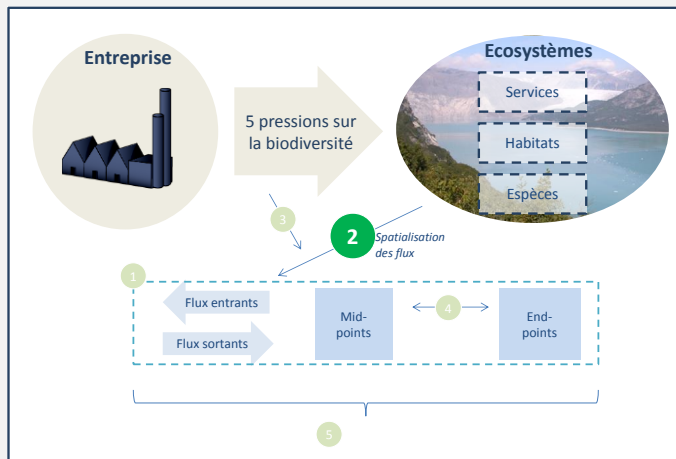 Entreprise
5 pressions sur
la biodiversité
Ecosystèmes
Services
Habitats
Espèces
3
2
Spatialisation
des flux
1
Flux entrants
Flux sortants
Mid-
points
4
End-
points
5